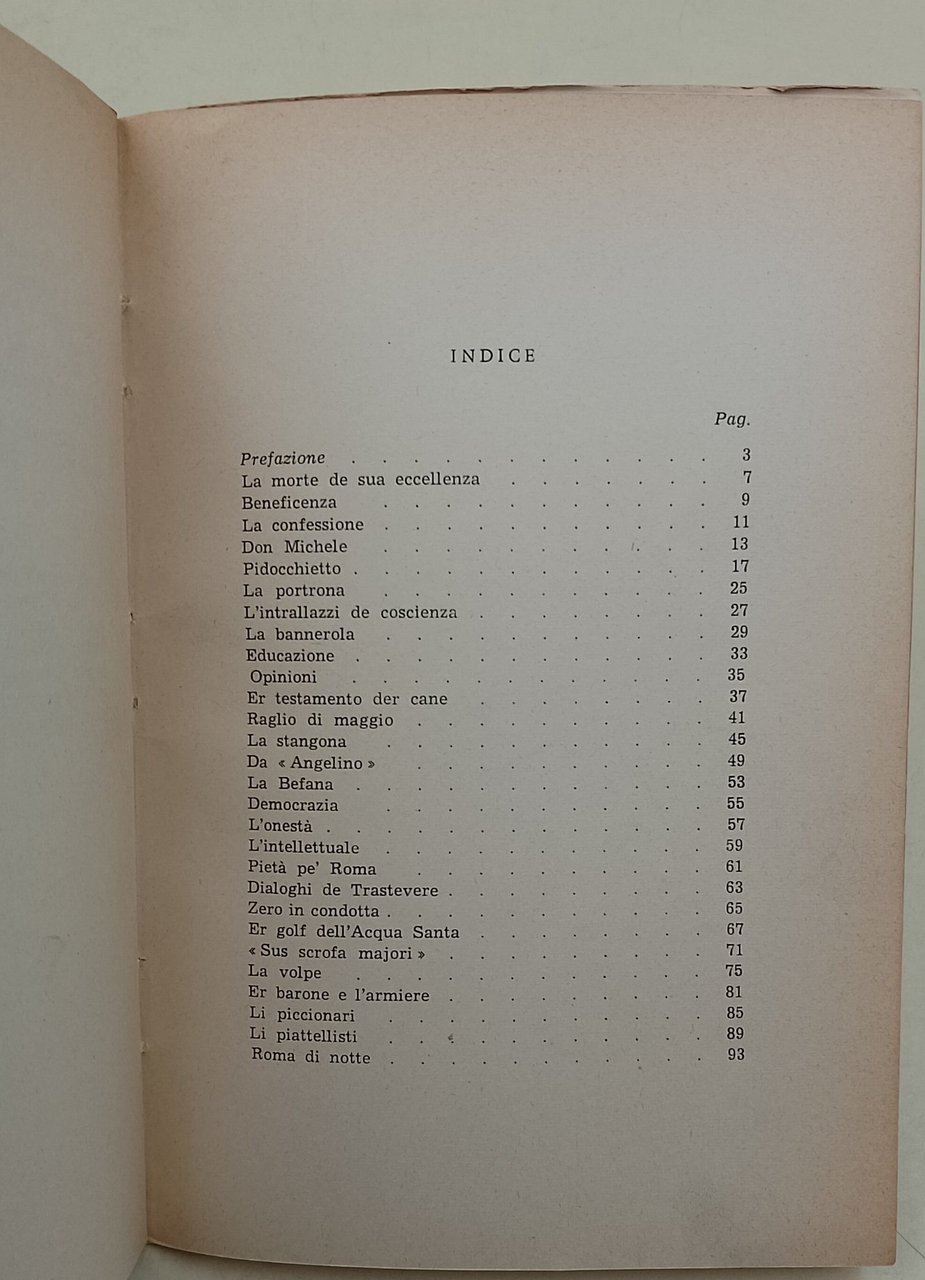 INDICE
Pag.
Prefazione . . . . . . . . . . . . 3
La morte de sua eccellenza . . . . . . . 7
Beneficenza . . . . . . . . . . . 9
La confessione . . . . . . . . . . . 11
Don Michele . . . . . . . . . . . 13
Pidocchietto . . . . . . . . . . . . 17
La portrona . . . . . . . . . . . 25
L'intrallazzi de coscienza . . . . . . . . 27
La bannerola . . . . . . . . . . . 29
Educazione . . . . . . . . . . . . 33
Opinioni . . . . . . . . . . . . 35
Er testamento der cane . . . . . . . . 37
Raglio di maggio . . . . . . . . . . 41
La stangona . . . . . . . . . . . 45
Da « Angelino » . . . . . . . . . . 49
La Befana . . . . . . . . . . . . 53
Democrazia . . . . . . . . . . . 55
L'onestà . . . . . . . . . . . . . 57
L'intellettuale . . . . . . . . . . . 59
Pietà pe' Roma . . . . . . . . . . 61
Dialoghi de Trastevere . . . . . . . . . 63
Zero in condotta . . . . . . . . . . . 65
Er golf dell'Acqua Santa . . . . . . . . 67
« Sus scrofa majori » . . . . . . . . . 71
La volpe . . . . . . . . . . . . 75
Er barone e l'armiere . . . . . . . . . 81
Li piccionari . . . . . . . . . . . 85
Li piattellisti . . . . . . . . . . . 89
Roma di notte . . . . . . . . . . . 93